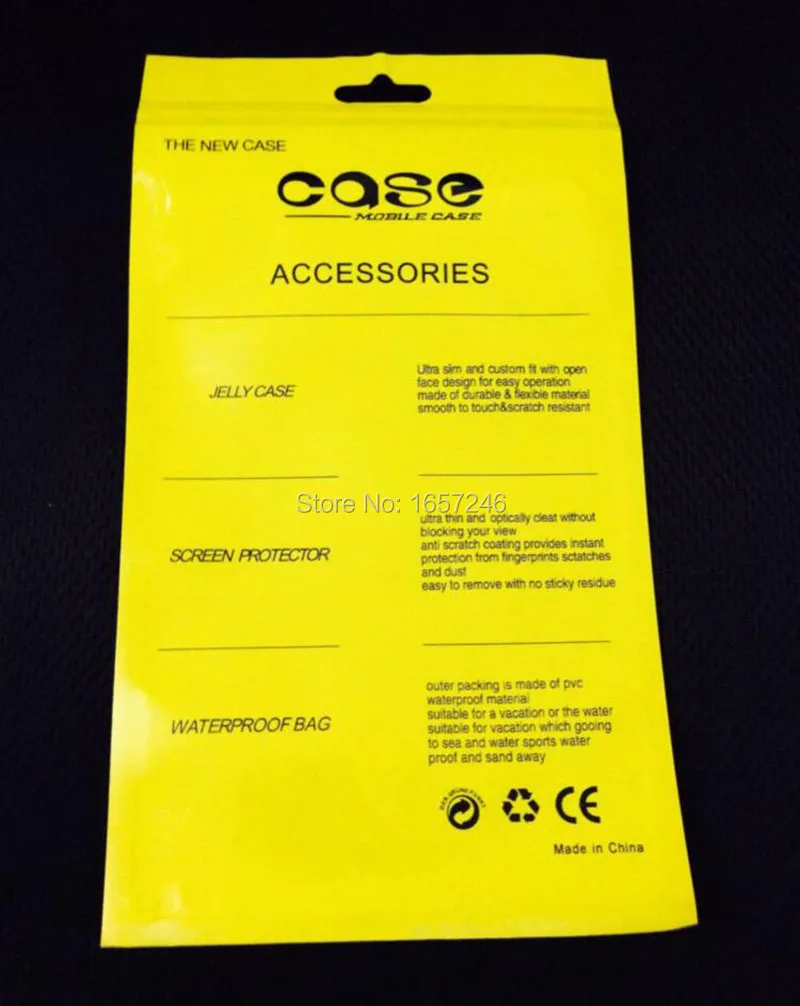 THE NEW CASE
case
MOBILE CASE
ACCESSORIES
JELLY CASE
Ultra slim and custom fit with open
face design for easy operation
made of durable & flexible material
smooth to touch&scratch resistant
Store No: 1657246
SCREEN PROTECTOR
ultra thin and optically cleat without
blocking your view
anti scratch coating provides instant
protection from fingerprints sctatches
and dust
easy to remove with no sticky residue
WATERPROOF BAG
outer packing is made of pvc
waterproof material
suitable for a vacation or the water
suitable for vacation which gooing
to sea and water sports water
proof and sand away
DER GRÜNE PUNKT
CE
Made in China